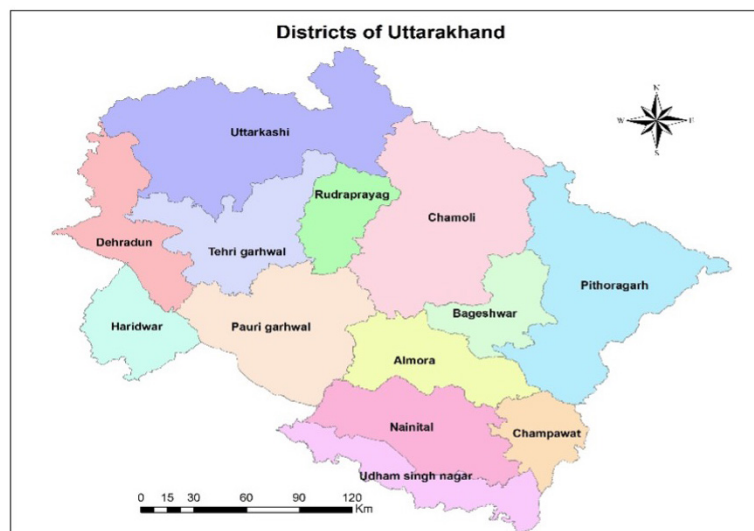 Districts of Uttarakhand
N
W E
S
Uttarkashi
Rudraprayag
Chamoli
Dehradun
Tehri garhwal
Pithoragarh
Haridwar
Pauri garhwal
Bageshwar
Almora
Nainital
Champawat
Udham singh nagar
0 15 30 60 90 120
Km